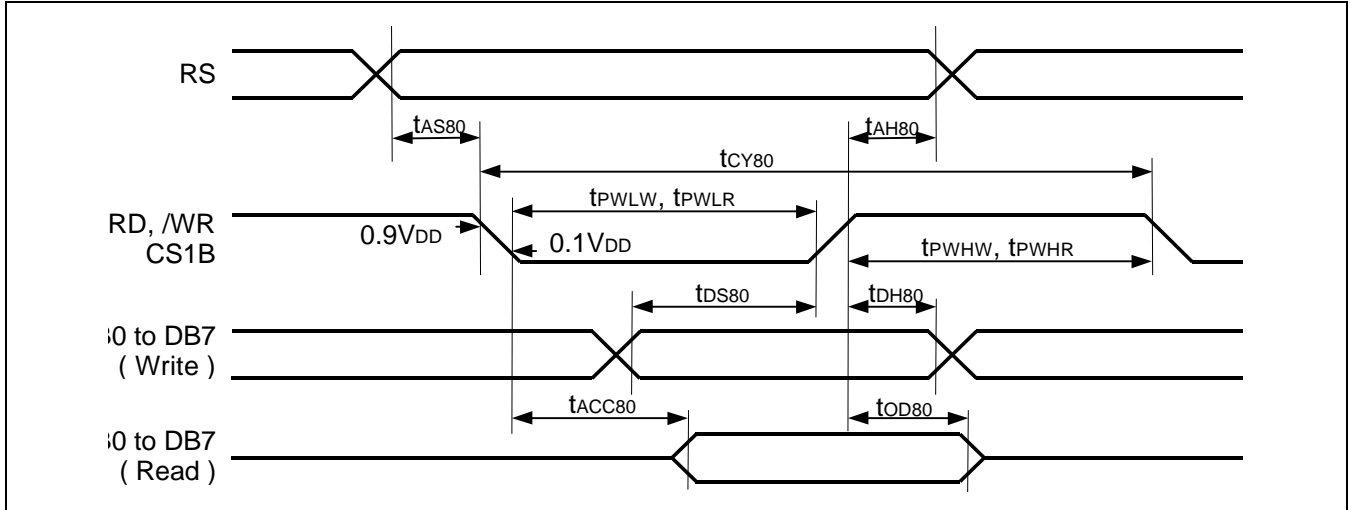 RS
tAS80
tAH80
tCY80
RD, /WR
CS1B
0.9VDD
0.1VDD
tPWLW, tPWLR
tPWHW, tPWHR
tDS80
tDH80
to DB7
( Write )
tACC80
tOD80
to DB7
( Read )